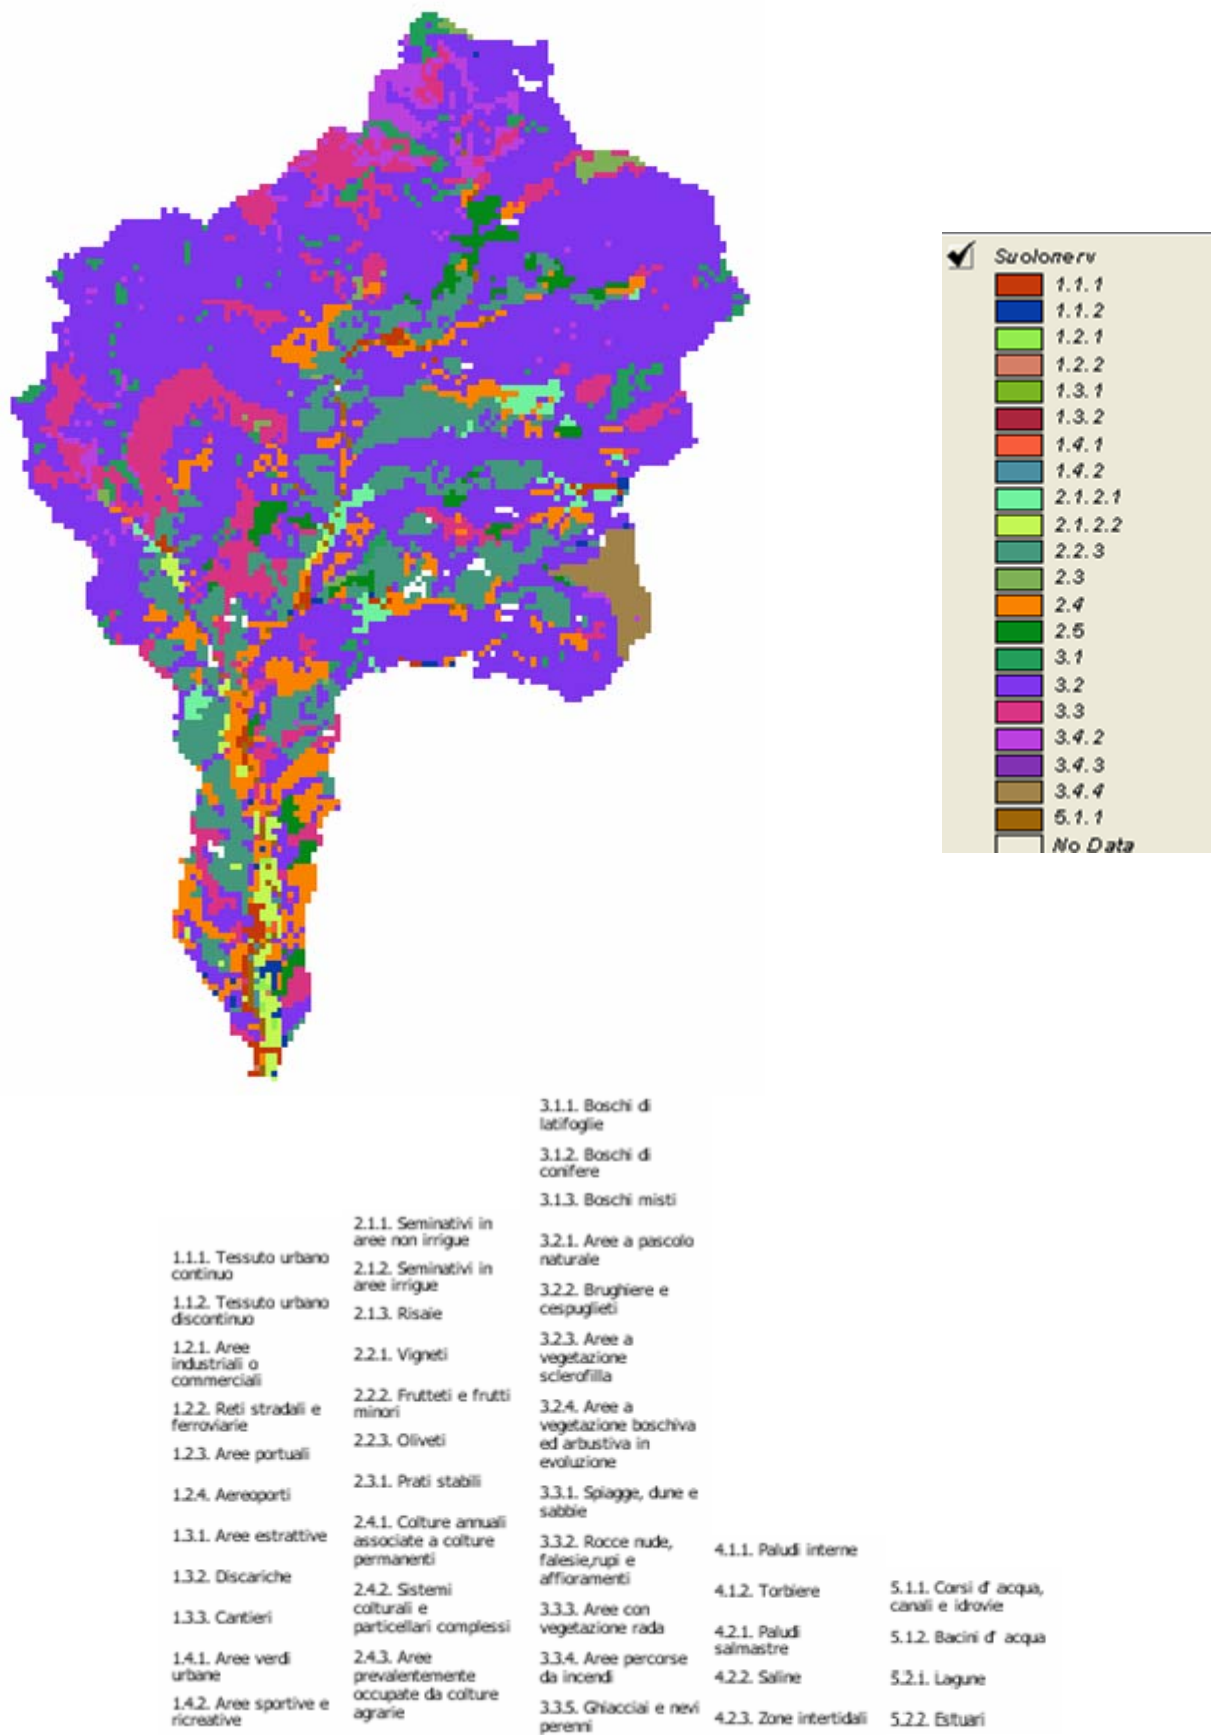 Suolonerv
1.1.1
1.1.2
1.2.1
1.2.2
1.3.1
1.3.2
1.4.1
1.4.2
2.1.2.1
2.1.2.2
2.2.3
2.3
2.4
2.5
3.1
3.2
3.3
3.4.2
3.4.3
3.4.4
5.1.1
No Data
1.1.1. Tessuto urbano
continuo
1.1.2. Tessuto urbano
discontinuo
1.2.1. Aree
industriali o
commerciali
1.2.2. Reti stradali e
ferroviarie
1.2.3. Aree portuali
1.2.4. Aereoporti
1.3.1. Aree estrattive
1.3.2. Discariche
1.3.3. Cantieri
1.4.1. Aree verdi
urbane
1.4.2. Aree sportive e
ricreative
2.1.1. Seminativi in
aree non irrigue
2.1.2. Seminativi in
aree irrigue
2.1.3. Risaie
2.2.1. Vigneti
2.2.2. Frutteti e frutti
minori
2.2.3. Oliveti
2.3.1. Prati stabili
2.4.1. Colture annuali
associate a colture
permanenti
2.4.2. Sistemi
colturali e
particellari complessi
2.4.3. Aree
prevalentemente
occupate da colture
agrarie
3.1.1. Boschi di
latifoglie
3.1.2. Boschi di
conifere
3.1.3. Boschi misti
3.2.1. Aree a pascolo
naturale
3.2.2. Brughiere e
cespuglieti
3.2.3. Aree a
vegetazione
sclerofilla
3.2.4. Aree a
vegetazione boschiva
ed arbustiva in
evoluzione
3.3.1. Spiagge, dune e
sabbie
3.3.2. Rocce nude,
falesie,rupi e
affioramenti
3.3.3. Aree con
vegetazione rada
3.3.4. Aree percorse
da incendi
3.3.5. Ghiacciai e nevi
perenni
4.1.1. Paludi interne
4.1.2. Torbiere
4.2.1. Paludi
salmastre
4.2.2. Saline
4.2.3. Zone intertidali
5.1.1. Corsi d' acqua,
canali e idrovie
5.1.2. Bacini d' acqua
5.2.1. Lagune
5.2.2. Estuari